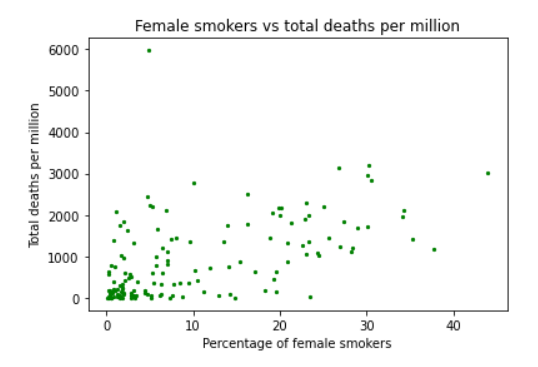 Female smokers vs total deaths per million
6000
5000
4000
3000
2000
1000
0
Total deaths per million
0 10 20 30 40
Percentage of female smokers